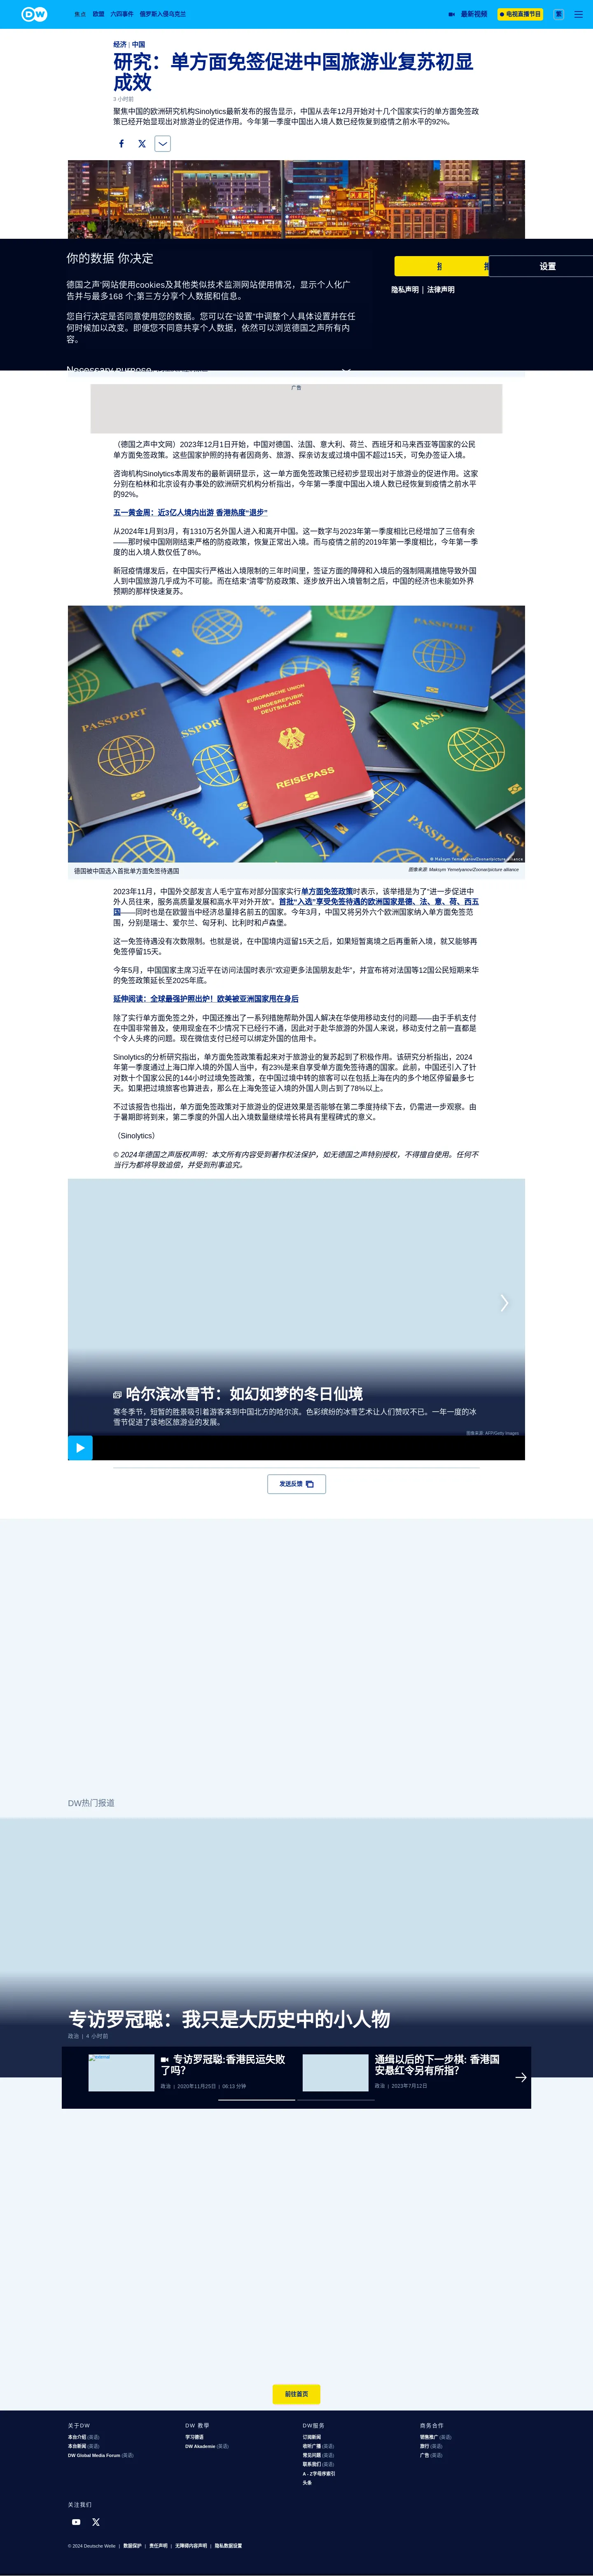 DW
焦点 欧盟 六四事件 俄罗斯入侵乌克兰
最新视频
电视直播节目
繁
经济 | 中国
研究：单方面免签促进中国旅游业复苏初显
成效
3 小时前
聚焦中国的欧洲研究机构Sinolytics最新发布的报告显示，中国从去年12月开始对十几个国家实行的单方面免签政
策已经开始显现出对旅游业的促进作用。今年第一季度中国出入境人数已经恢复到疫情之前水平的92%。
你的数据 你决定
德国之声'网站使用cookies及其他类似技术监测网站使用情况，显示个人化广
告并与最多168 个;第三方分享个人数据和信息。
您自行决定是否同意使用您的数据。您可以在“设置”中调整个人具体设置并在任
何时候加以改变。即便您不同意共享个人数据，依然可以浏览德国之声所有内
容。
设置
隐私声明 | 法律声明
Necessary purpose
广告
（德国之声中文网）2023年12月1日开始，中国对德国、法国、意大利、荷兰、西班牙和马来西亚等国家的公民
单方面免签。这些国家护照的持有者因商务、旅游、探亲访友或过境中国不超过15天，可免办签证入境。
咨询机构Sinolytics本周发布的最新调研显示，这一单方面免签政策已经初步显现出对于旅游业的促进作用。这家
分别在柏林和北京设有办事处的欧洲研究机构分析指出，今年第一季度中国出入境人数已经恢复到疫情之前水平
的92%。
五一黄金周：近3亿人境内出游 香港热度“退步”
从2024年1月到3月，有1310万名外国人进入和离开中国。这一数字与2023年第一季度相比已经增加了三倍有余
——那时候中国刚刚结束严格的防疫政策，恢复正常出入境。而与疫情之前的2019年第一季度相比，今年第一季
度的出入境人数仅低了8%。
新冠疫情爆发后，在中国实行严格出入境限制的三年时间里，签证方面的障碍和入境后的强制隔离措施导致外国
人到中国旅游几乎成为不可能。而在结束“清零”防疫政策、逐步放开出入境管制之后，中国的经济也未能如外界
预期的那样快速复苏。
PASSPORT
EUROPÄISCHE UNION
BUNDESREPUBLIK
DEUTSCHLAND
REISEPASS
© Maksym Yemelyanov/Zoonar/picture alliance
德国被中国选入首批单方面免签待遇国
图像来源: Maksym Yemelyanov/Zoonar/picture alliance
2023年11月，中国外交部发言人毛宁宣布对部分国家实行单方面免签政策时表示，该举措是为了“进一步促进中
外人员往来，服务高质量发展和高水平对外开放”。首批“入选”享受免签待遇的欧洲国家是德、法、意、荷、西五
国——同时也是在欧盟当中经济总量排名前五的国家。今年3月，中国又将另外六个欧洲国家纳入单方面免签范
围，分别是瑞士、爱尔兰、匈牙利、比利时和卢森堡。
这一免签待遇没有次数限制。也就是说，在中国境内逗留15天之后，如果短暂离境之后再重新入境，就又能够再
免签停留15天。
今年5月，中国国家主席习近平在访问法国时表示“欢迎更多法国朋友赴华”，并宣布将对法国等12国公民短期来华
的免签政策延长至2025年底。
延伸阅读：全球最强护照出炉！欧美被亚洲国家甩在身后
除了实行单方面免签之外，中国还推出了一系列措施帮助外国人解决在华使用移动支付的问题——由于手机支付
在中国非常普及，使用现金在不少情况下已经行不通，因此对于赴华旅游的外国人来说，移动支付之前一直都是
个令人头疼的问题。现在微信支付已经可以绑定外国的信用卡。
Sinolytics的分析研究指出，单方面免签政策看起来对于旅游业的复苏起到了积极作用。该研究分析指出，2024
年第一季度通过上海口岸入境的外国人当中，有23%是来自享受单方面免签待遇的国家。此前，中国还引入了针
对数十个国家公民的144小时过境免签政策，在中国过境中转的旅客可以在包括上海在内的多个地区停留最多七
天。如果把过境旅客也算进去，那么在上海免签证入境的外国人则占到了78%以上。
不过该报告也指出，单方面免签政策对于旅游业的促进效果是否能够在第二季度持续下去，仍需进一步观察。由
于暑期即将到来，第二季度的外国人出入境数量继续增长将具有里程碑式的意义。
（Sinolytics）
© 2024年德国之声版权声明：本文所有内容受到著作权法保护，如无德国之声特别授权，不得擅自使用。任何不
当行为都将导致追偿，并受到刑事追究。
哈尔滨冰雪节：如幻如梦的冬日仙境
寒冬季节，短暂的胜景吸引着游客来到中国北方的哈尔滨。色彩缤纷的冰雪艺术让人们赞叹不已。一年一度的冰
雪节促进了该地区旅游业的发展。
图像来源: AFP/Getty Images
发送反馈
DW热门报道
专访罗冠聪：我只是大历史中的小人物
政治 | 4 小时前
external
专访罗冠聪:香港民运失败
了吗？
政治 | 2020年11月25日 | 06:13 分钟
通缉以后的下一步棋: 香港国
安悬红令另有所指？
政治 | 2023年7月12日
前往首页
关于DW
本台介绍 (英语)
本台新闻 (英语)
DW Global Media Forum (英语)
DW 教学
学习德语
DW Akademie (英语)
DW服务
订阅新闻
收听广播 (英语)
常见问题 (英语)
联系我们 (英语)
A - Z字母序索引
头条
商务合作
销售推广 (英语)
旅行 (英语)
广告 (英语)
关注我们
© 2024 Deutsche Welle | 数据保护 | 责任声明 | 无障碍内容声明 | 隐私数据设置